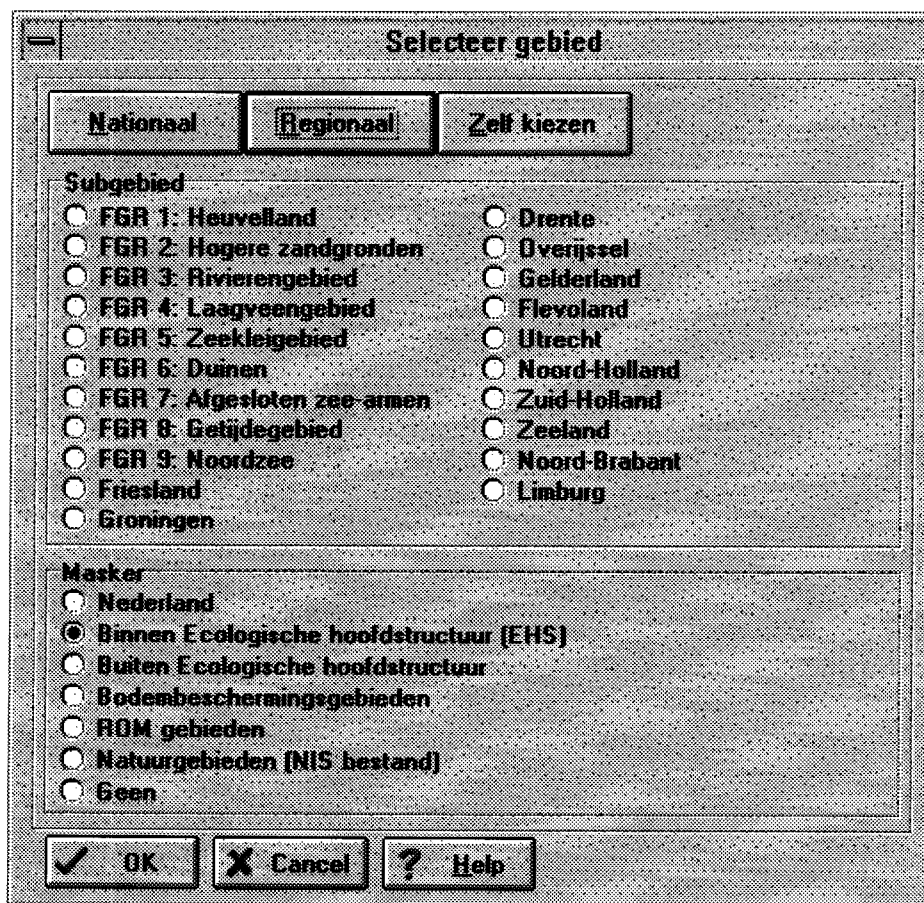 Selecteer gebied
Nationaal
Regionaal
Zelf kiezen
Subgebied
FGR 1: Heuvelland
FGR 2: Hogere zandgronden
FGR 3: Rivierengebied
FGR 4: Laagveengebied
FGR 5: Zeekleigebied
FGR 6: Duinen
FGR 7: Afgesloten zee-armen
FGR 8: Getijdegebied
FGR 9: Noordzee
Friesland
Groningen
Drente
Overijssel
Gelderland
Flevoland
Utrecht
Noord-Holland
Zuid-Holland
Zeeland
Noord-Brabant
Limburg
Masker
Nederland
Binnen Ecologische hoofdstructuur (EHS)
Buiten Ecologische hoofdstructuur
Bodembeschermingsgebieden
ROM gebieden
Natuurgebieden (NIS bestand)
Geen
OK
Cancel
? Help